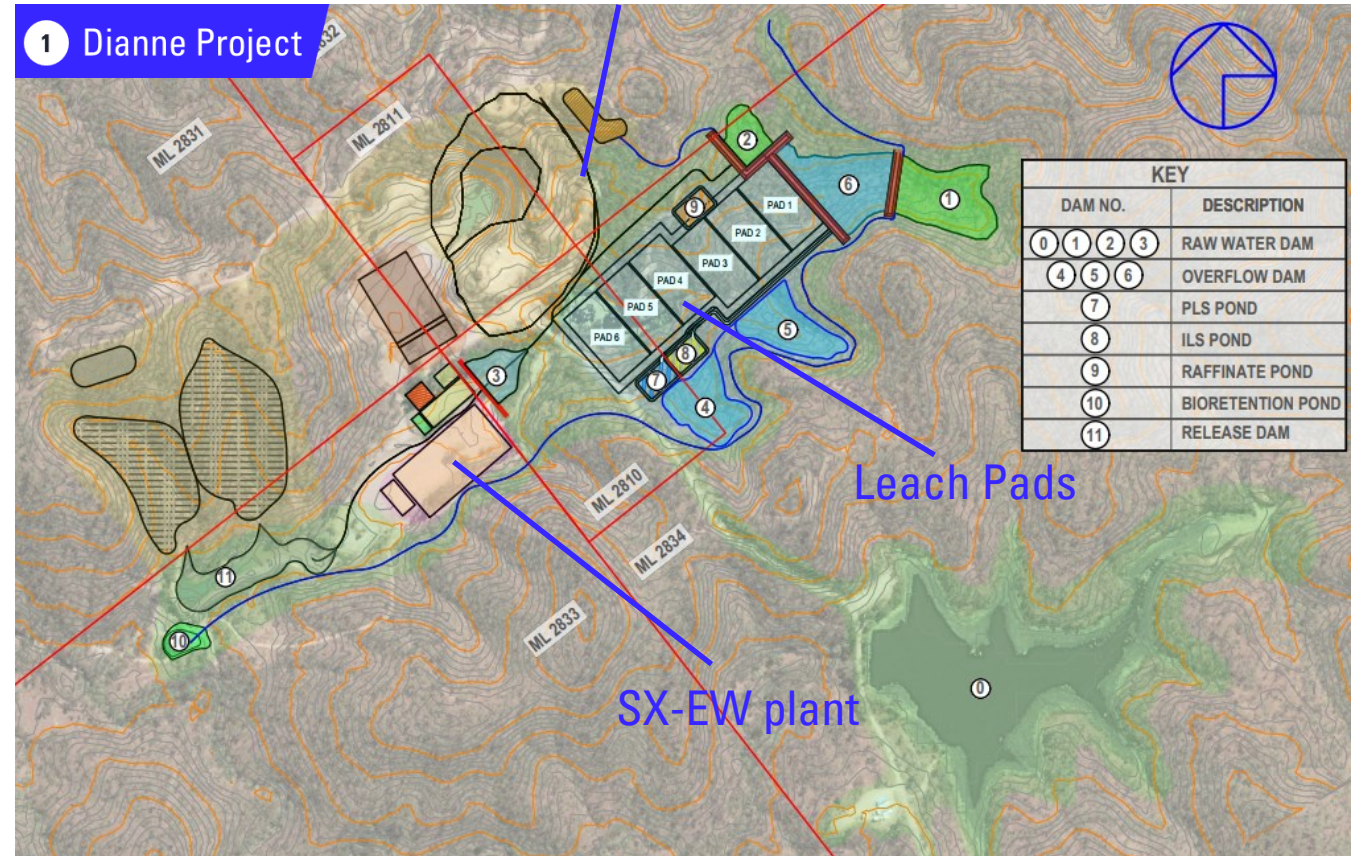 1 Dianne Project
2832
ML 2831
ML 2811
2
6
1
9
PAD 1
PAD 2
PAD 3
PAD 4
PAD 5
PAD 6
5
8
7
3
4
KEY
DAM NO. DESCRIPTION
0 1 2 3 RAW WATER DAM
4 5 6 OVERFLOW DAM
7 PLS POND
8 ILS POND
9 RAFFINATE POND
10 BIORETENTION POND
11 RELEASE DAM
Leach Pads
ML 2810
ML 2834
11
ML 2833
10
0
SX-EW plant